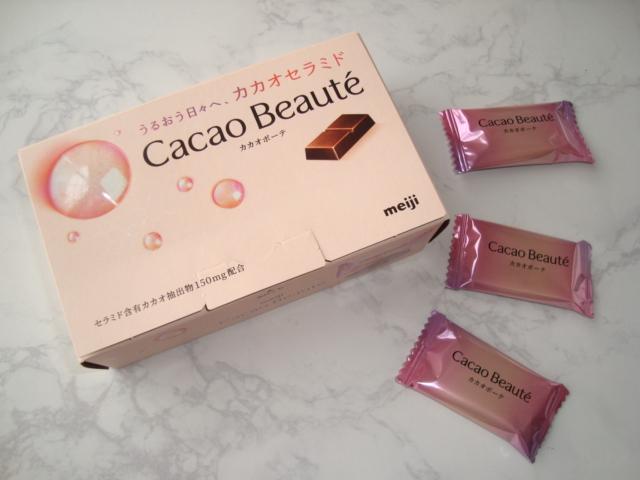 うるおう日々へ、カカオセラミド
Cacao Beauté
カカオボーテ
meiji
セラミド含有カカオ抽出物150mg配合
Cacao Beauté
カカオボーテ
Cacao Beauté
カカオボーテ
Cacao Beauté
カカオボーテ